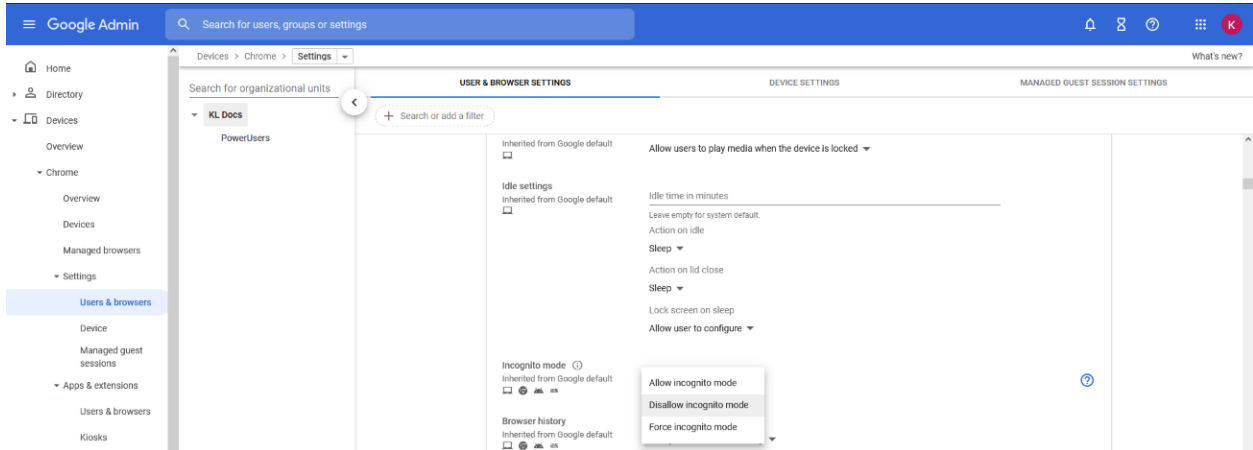 Google Admin
Search for users, groups or settings
K
Home
Directory
Devices
Overview
Chrome
Overview
Devices
Managed browsers
Settings
Users & browsers
Device
Managed guest
sessions
Apps & extensions
Users & browsers
Kiosks
Devices > Chrome > Settings
What's new?
Search for organizational units
KL Docs
PowerUsers
USER & BROWSER SETTINGS
DEVICE SETTINGS
MANAGED GUEST SESSION SETTINGS
+ Search or add a filter
Inherited from Google default
Allow users to play media when the device is locked
Idle settings
Inherited from Google default
Idle time in minutes
Leave empty for system default.
Action on idle
Sleep
Action on lid close
Sleep
Lock screen on sleep
Allow user to configure
Incognito mode
Inherited from Google default
iOS
Allow incognito mode
Disallow incognito mode
Force incognito mode
Browser history
Inherited from Google default
iOS